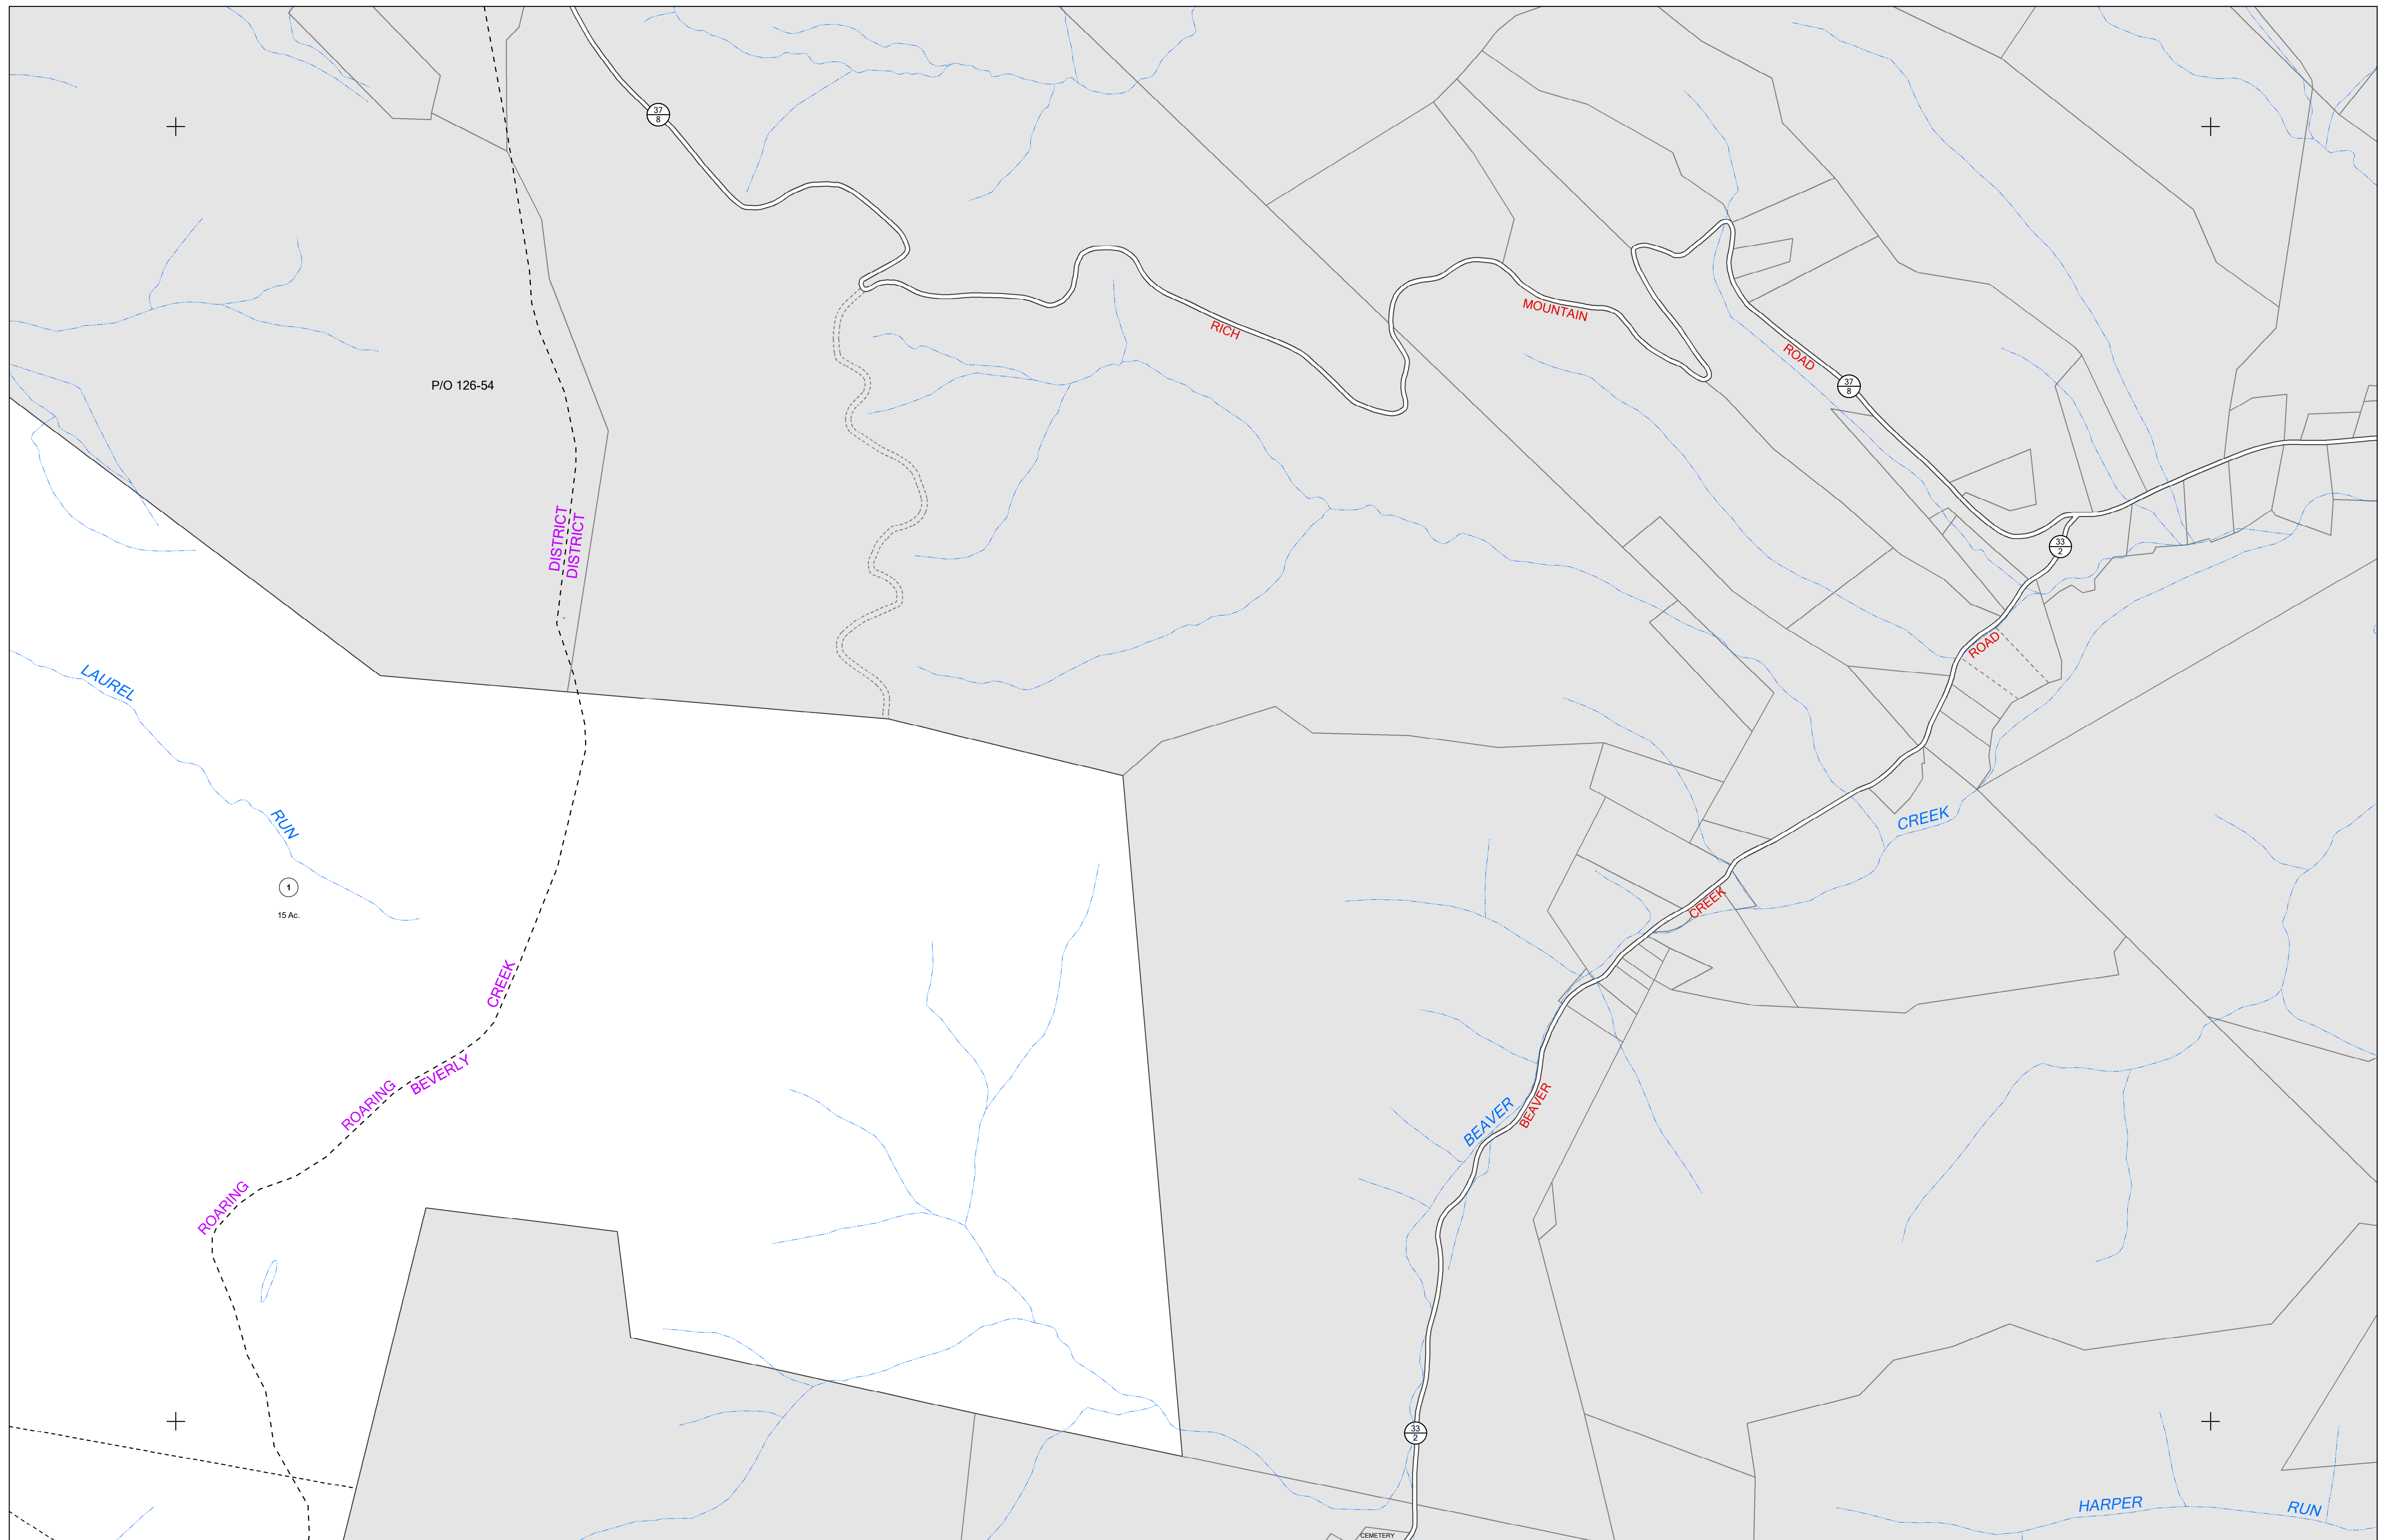 37
8
RICH
MOUNTAIN
ROAD
37
8
P/O 126-54
DISTRICT
DISTRICT
33
2
ROAD
LAUREL
RUN
CREEK
1
15 Ac.
CREEK
CREEK
ROARING
BEVERLY
BEAVER
BEAVER
ROARING
33
2
HARPER
RUN
CEMETERY